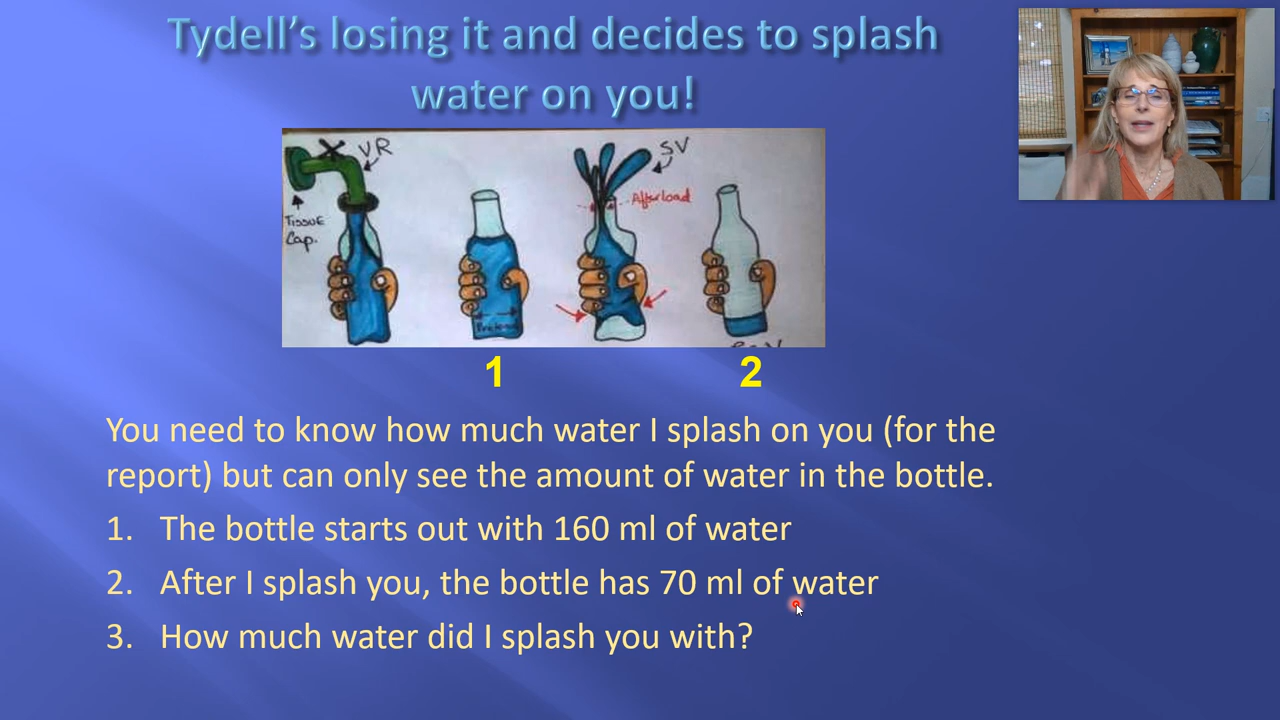 Tydell’s losing it and decides to splash
water on you!
VR
SV
Afterload
Tissue
Cap.
Preload
1
2
You need to know how much water I splash on you (for the
report) but can only see the amount of water in the bottle.
1. The bottle starts out with 160 ml of water
2. After I splash you, the bottle has 70 ml of water
3. How much water did I splash you with?